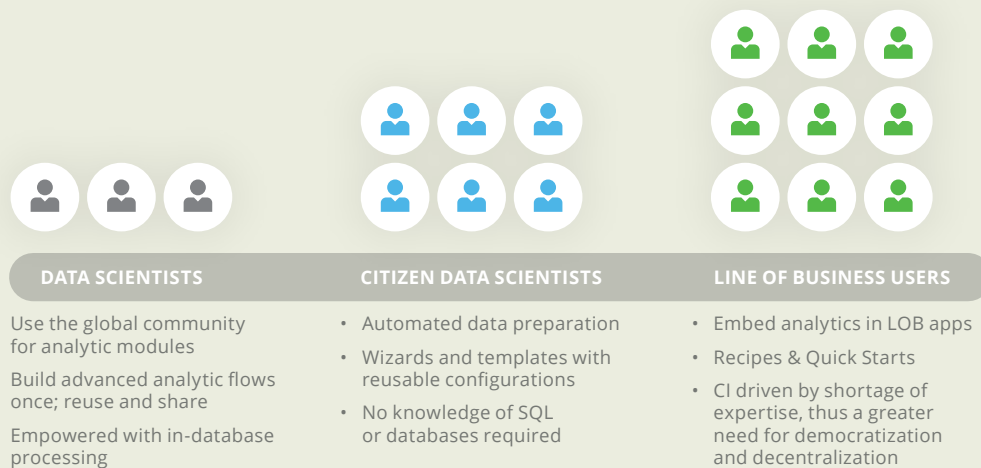 DATA SCIENTISTS
Use the global community
for analytic modules
Build advanced analytic flows
once; reuse and share
Empowered with in-database
processing
CITIZEN DATA SCIENTISTS
• Automated data preparation
• Wizards and templates with
reusable configurations
• No knowledge of SQL
or databases required
LINE OF BUSINESS USERS
• Embed analytics in LOB apps
• Recipes & Quick Starts
• CI driven by shortage of
expertise, thus a greater
need for democratization
and decentralization